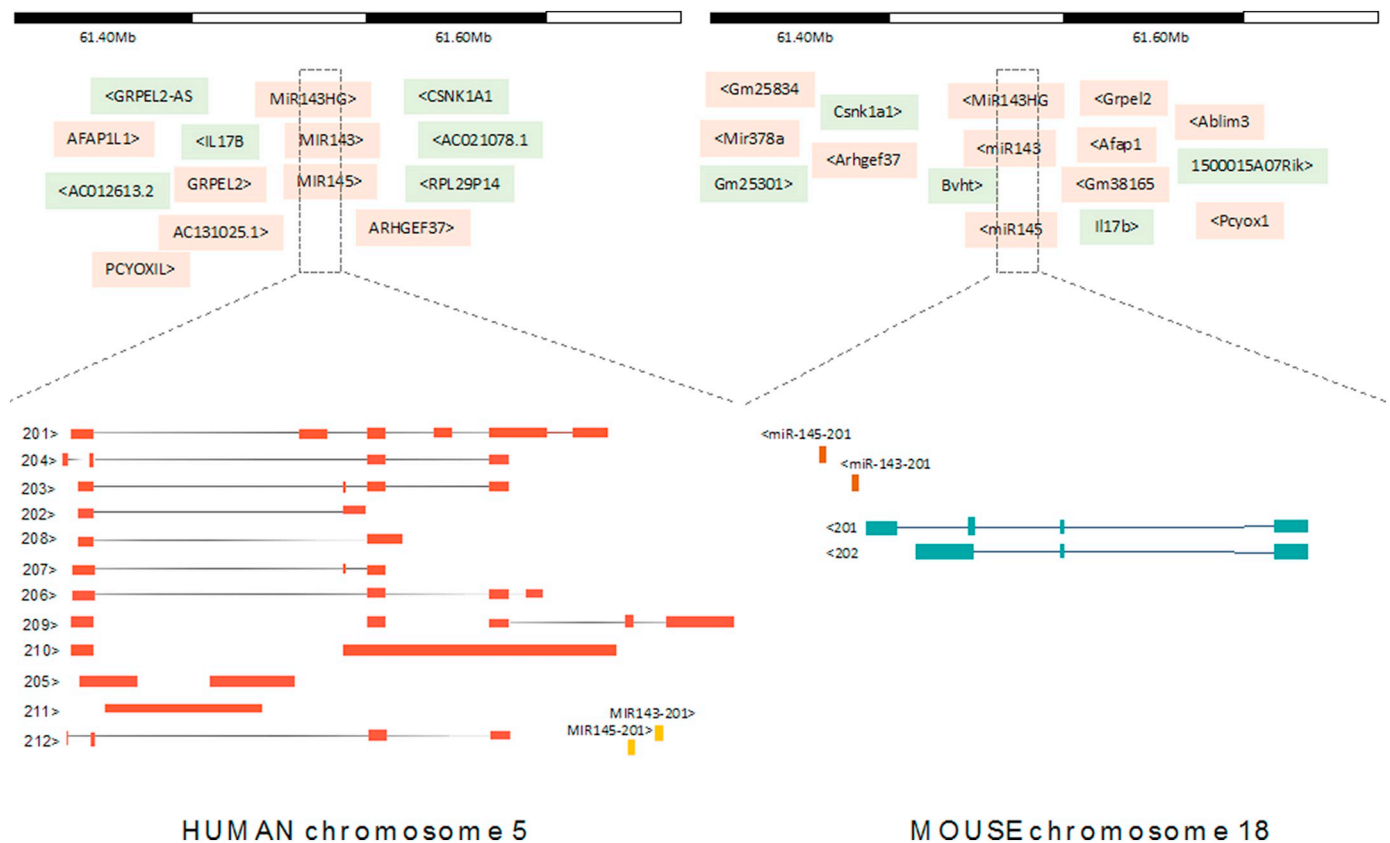 61.40Mb 61.60Mb
<GRPEL2-AS MiR143HG> <CSNK1A1
AFAP1L1> <IL17B MIR143> <AC021078.1
<AC012613.2 GRPEL2> MIR145> <RPL29P14
AC131025.1> ARHGEF37>
PCYOXIL>
61.40Mb 61.60Mb
<Gm25834 <MiR143HG <Grpel2
Csnk1a1> <Ablim3
<Mir378a <Arhgef37 <miR143 <Afap1
Gm25301> Bvht> <Gm38165 1500015A07Rik>
<miR145 Il17b> <Pcyox1
201>
204>
203>
202>
208>
207>
206>
209>
210>
205>
211>
212>
MIR143-201>
MIR145-201>
<miR-145-201
<miR-143-201
<201
<202
HUMAN chromosome 5
MOUSE chromosome 18